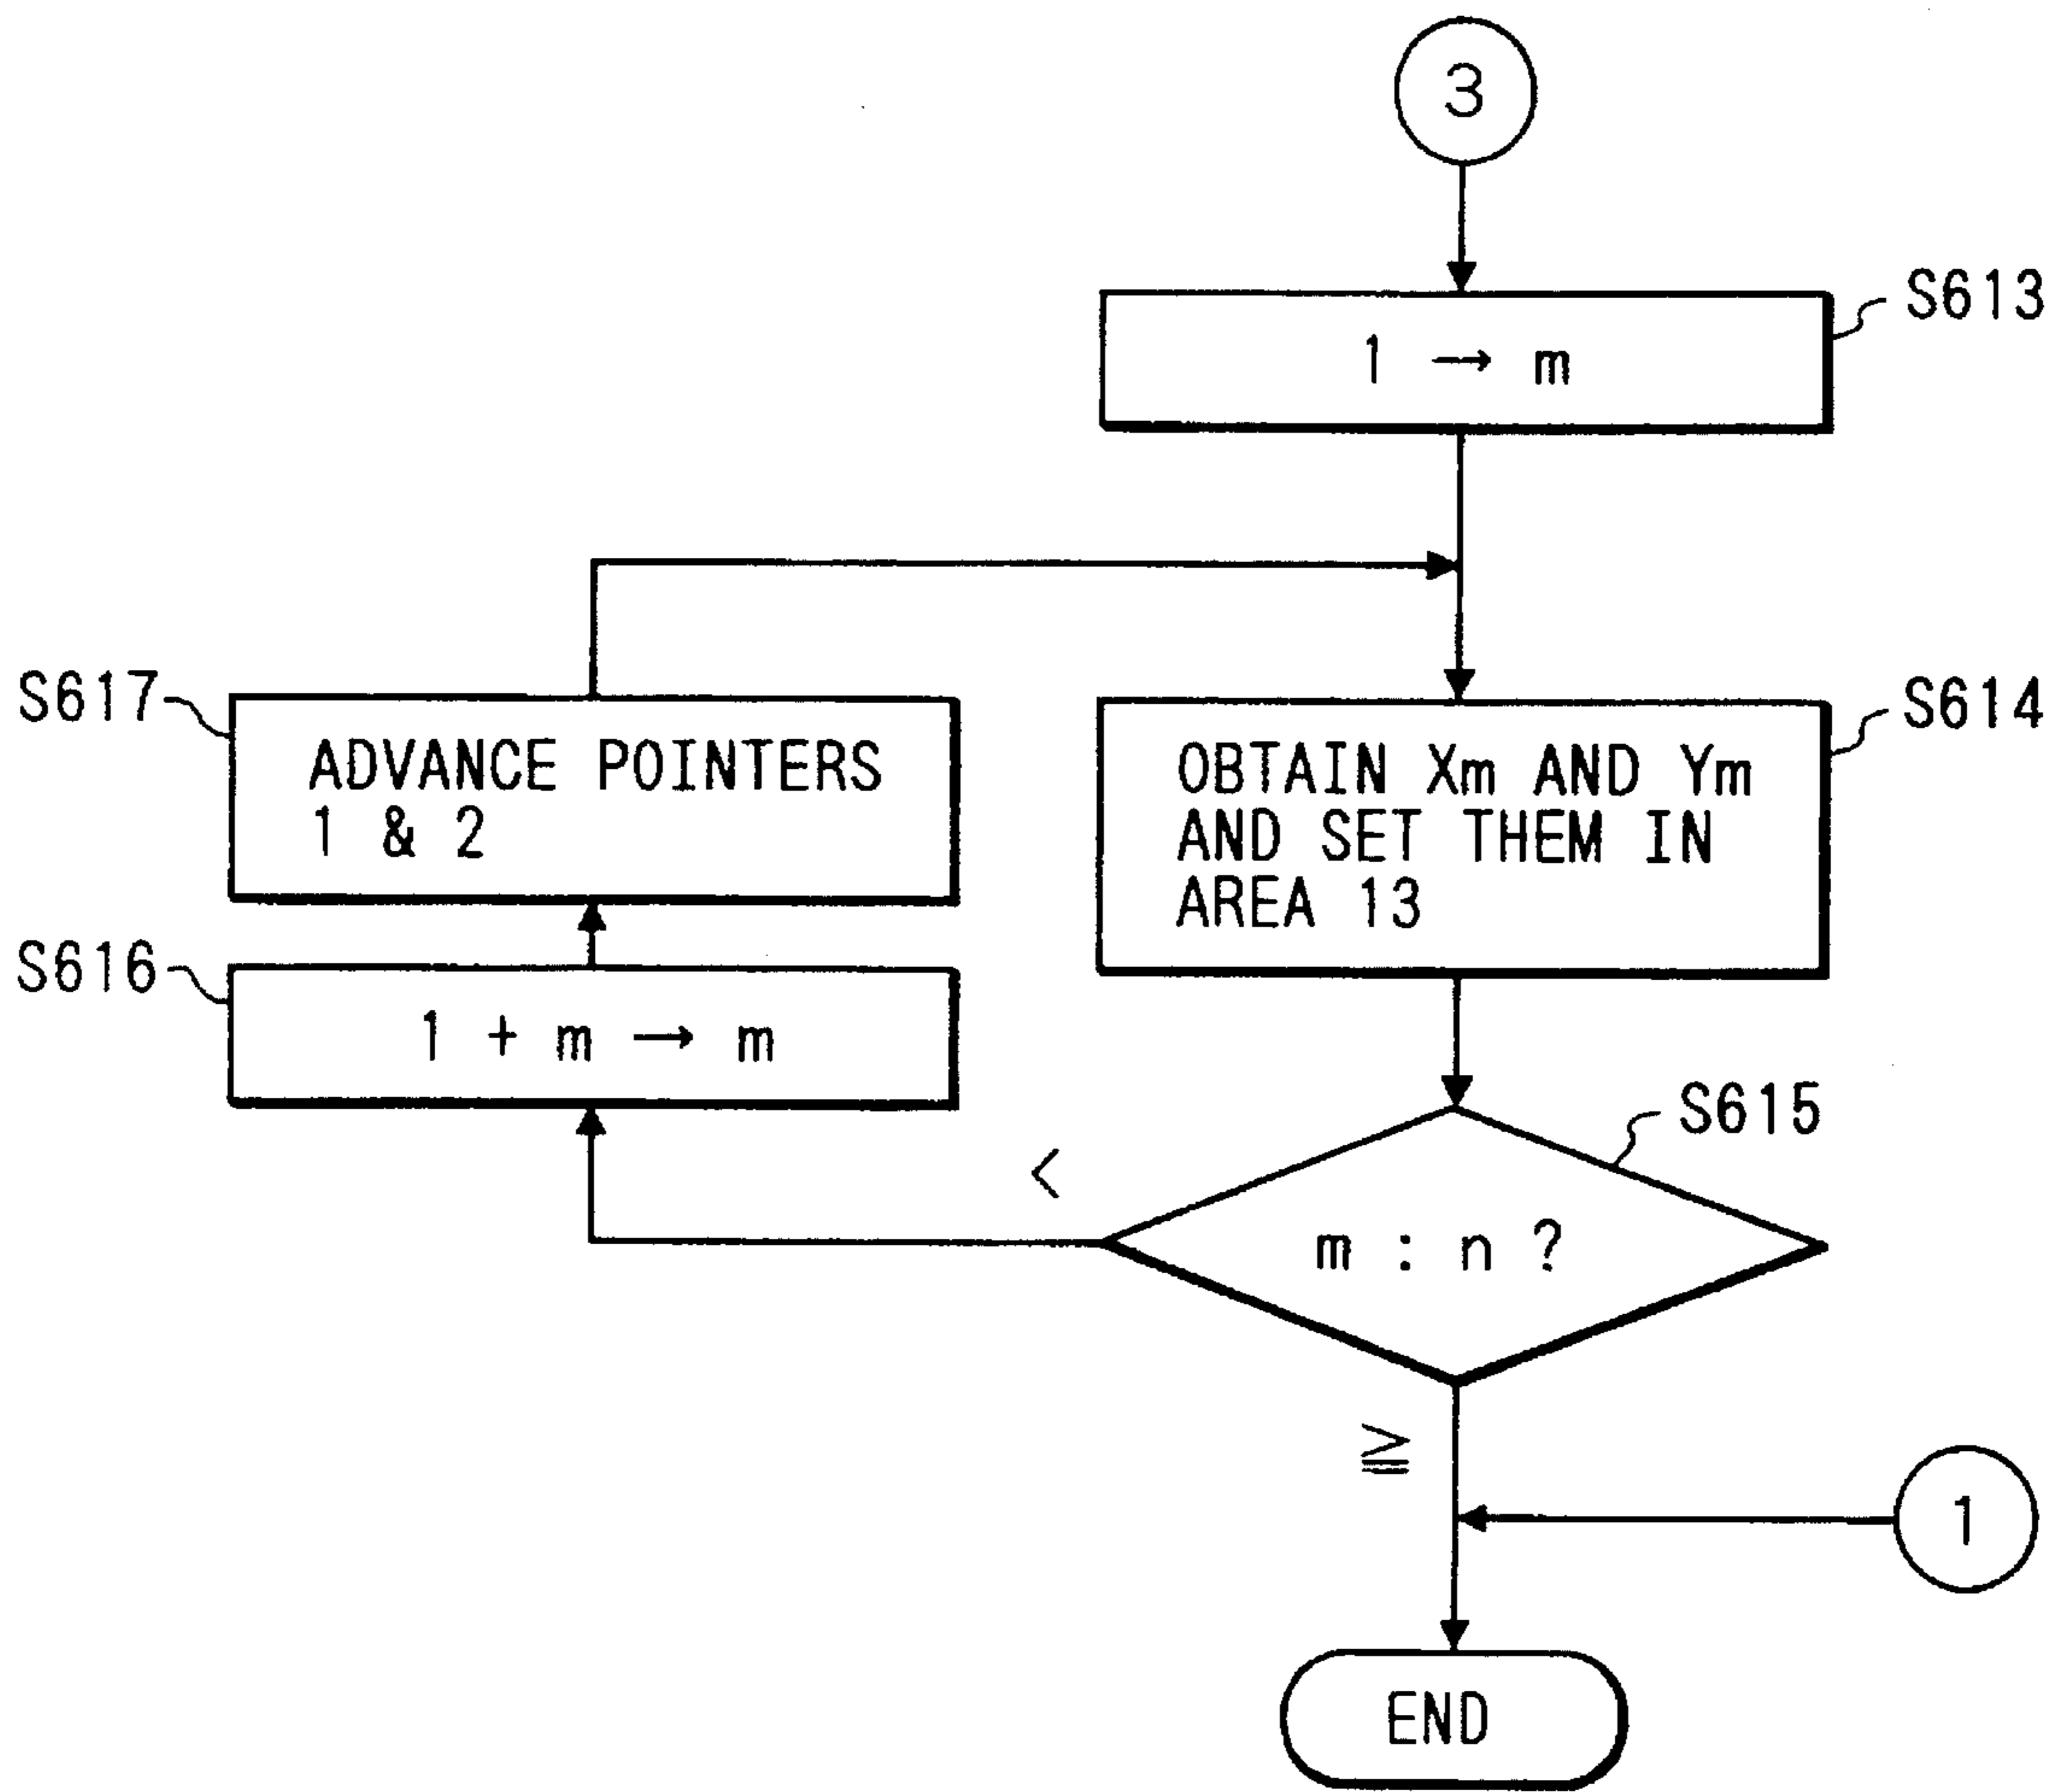 3
S613
1 → m
S617
ADVANCE POINTERS
1 & 2
S614
OBTAIN Xm AND Ym
AND SET THEM IN
AREA 13
S616
1 + m → m
S615
<
m : n ?
≧
1
END